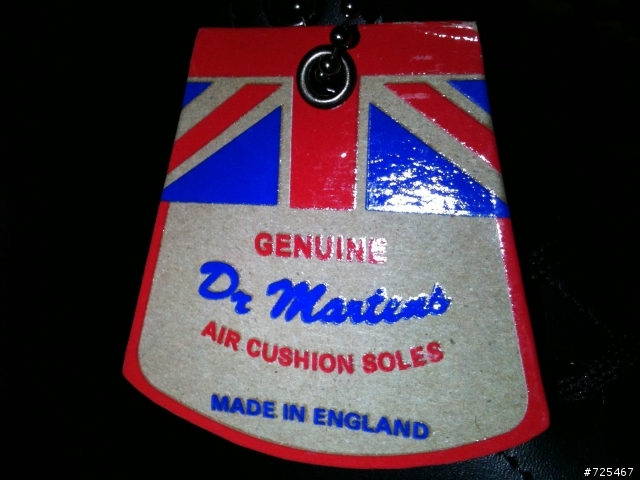 GENUINE
Dr Martens
AIR CUSHION SOLES
MADE IN ENGLAND
#725467